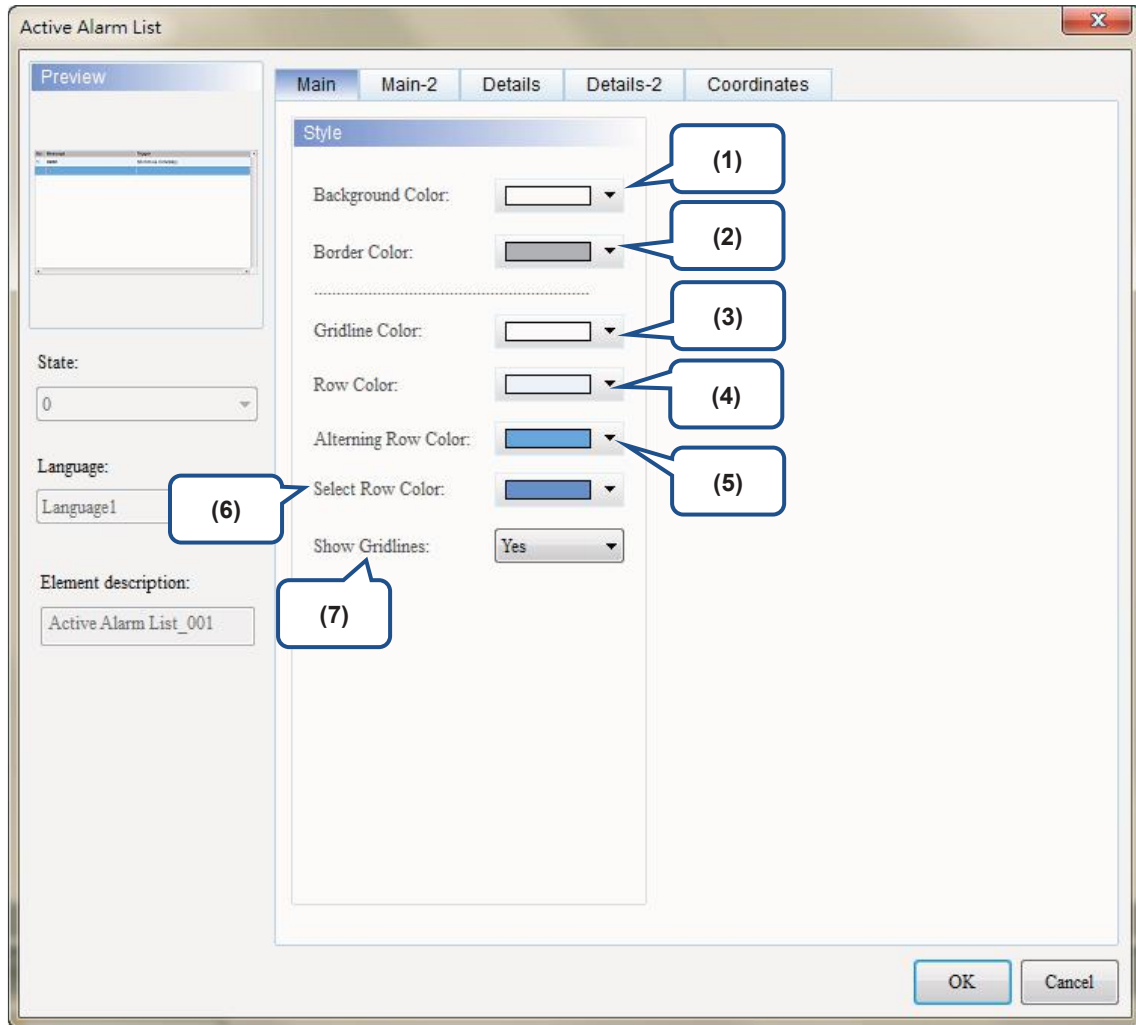 Active Alarm List
Preview
Main Main-2 Details Details-2 Coordinates
Style
Background Color:
(1)
Border Color:
(2)
Gridline Color:
(3)
Row Color:
(4)
Alterning Row Color:
(5)
Select Row Color:
(6)
Show Gridlines: Yes
(7)
State:
0
Language:
Language1
Element description:
Active Alarm List_001
OK Cancel